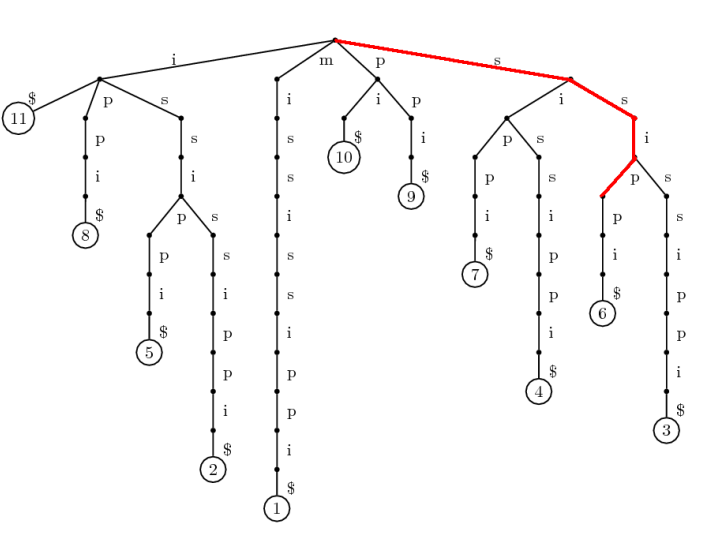 i m p s
$ p s i i p i s
11 p s s $ i p s i
p i i 10 $ p s p s
i p s s 9 p s p s
$ p s i i i i i
8 i i s $ p $ p
5 $ p s 7 p 6 p
p i i i
i p $ $
$ p 4 3
2 i
$
1